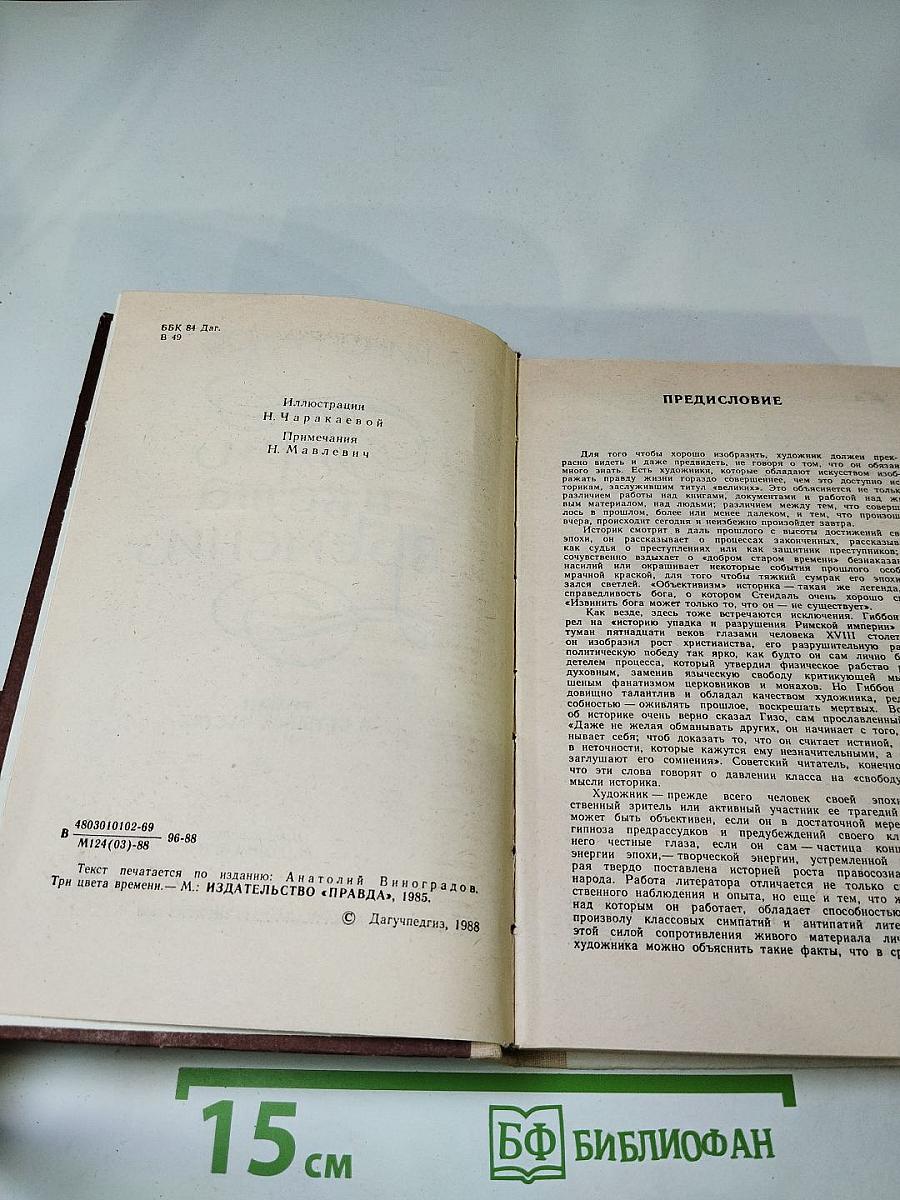 ББК 84 Даг.
В 49
Иллюстрации
Н. Чаракаевой
Примечания
Н. Мавлевич
В 4803010102-69 96-88
М124(03)-88
Текст печатается по изданию: Анатолий Виноградов.
Три цвета времени.— М.: ИЗДАТЕЛЬСТВО «ПРАВДА», 1985.
© Дагучпедгиз, 1988
ПРЕДИСЛОВИЕ
Для того чтобы хорошо изобразить, художник должен прек-
расно видеть и даже предвидеть, не говоря о том, что он обязан
много знать. Есть художники, которые обладают искусством изоб-
ражать правду жизни гораздо совершеннее, чем это доступно ис-
торикам, заслужившим титул «великих». Это объясняется не только
различием работы над книгами, документами и работой над жи-
вым материалом, над людьми; различием между тем, что соверши-
лось в прошлом, более или менее далеком, и тем, что произош
вчера, происходит сегодня и неизбежно произойдет завтра.
Историк смотрит в даль прошлого с высоты достижений сво
эпохи, он рассказывает о процессах законченных, рассказыв
как судья о преступлениях или как защитник преступников;
сочувственно вздыхает о «добром старом времени» безнаказан
насилий или окрашивает некоторые события прошлого особ
мрачной краской, для того чтобы тяжкий сумрак его эпохи
зался светлей. «Объективизм» историка — такая же легенда,
справедливость бога, о котором Стендаль очень хорошо с
«Извинить бога может только то, что он — не существует».
Как везде, здесь тоже встречаются исключения. Гиббон
рел на «историю упадка и разрушения Римской империи»
туман пятнадцати веков глазами человека XVIII столет
он изобразил рост христианства, его разрушительную ра
политическую победу так ярко, как будто он сам лично б
детелем процесса, который утвердил физическое рабство р
духовным, заменив языческую свободу критикующей мы
шеным фанатизмом церковников и монахов. Но Гиббон
довищно талантлив и обладал качеством художника, ред
собностью — оживлять прошлое, воскрешать мертвых. Во
об историке очень верно сказал Гизо, сам прославленный
«Даже не желая обманывать других, он начинает с того,
нывает себя; чтоб доказать то, что он считает истиной,
в неточности, которые кажутся ему незначительными, а
заглушают его сомнения». Советский читатель, конечно
что эти слова говорят о давлении класса на «свободу
мысли историка.
Художник — прежде всего человек своей эпохи
ственный зритель или активный участник ее трагедий
может быть объективен, если он в достаточной мере
гипноза предрассудков и предубеждений своего кл
него честные глаза, если он сам — частица конц
энергии эпохи,— творческой энергии, устремленной
рая твердо поставлена историей роста правосозна
народа. Работа литератора отличается не только с
ственного наблюдения и опыта, но еще и тем, что ж
над которым он работает, обладает способностью
произволу классовых симпатий и антипатий лите
этой силой сопротивления живого материала лич
художника можно объяснить такие факты, что в ср
15 см
БФ БИБЛИОФАН